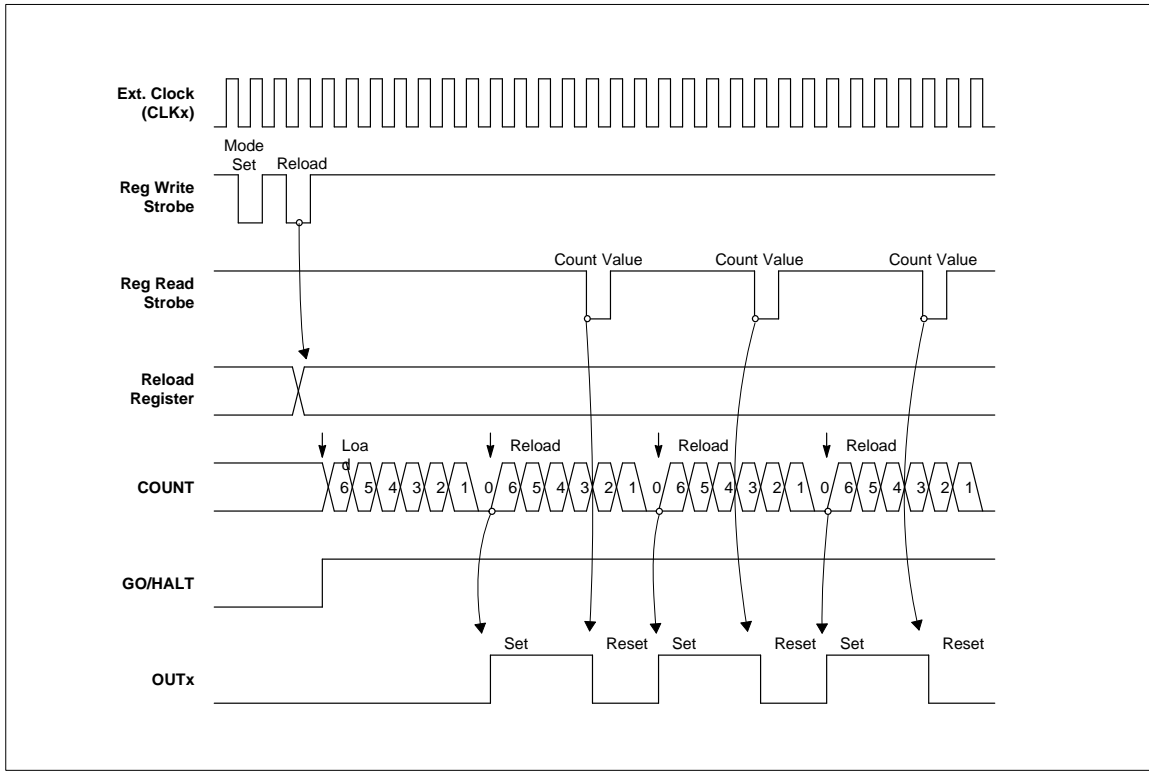 Ext. Clock
(CLKx)
Mode
Set
Reload
Reg Write
Strobe
Count Value Count Value Count Value
Reg Read
Strobe
Reload
Register
Loa
d
Reload Reload Reload
COUNT
6 5 4 3 2 1 0 6 5 4 3 2 1 0 6 5 4 3 2 1 0 6 5 4 3 2 1
GO/HALT
Set Reset Set Reset Set Reset
OUTx